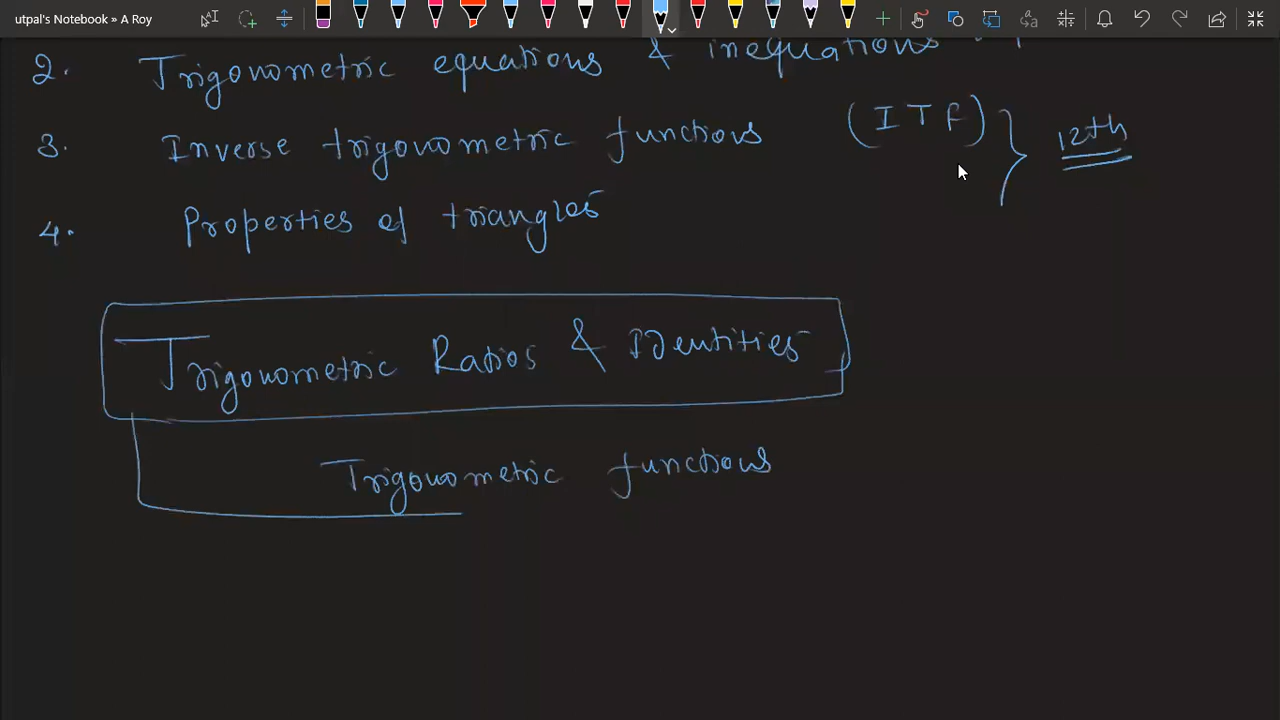 utpal's Notebook » A Roy
2. Trigonometric equations & inequations
3. Inverse trigonometric functions (ITF) } 12th
4. Properties of triangles
Trigonometric Ratios & Identities
Trigonometric functions